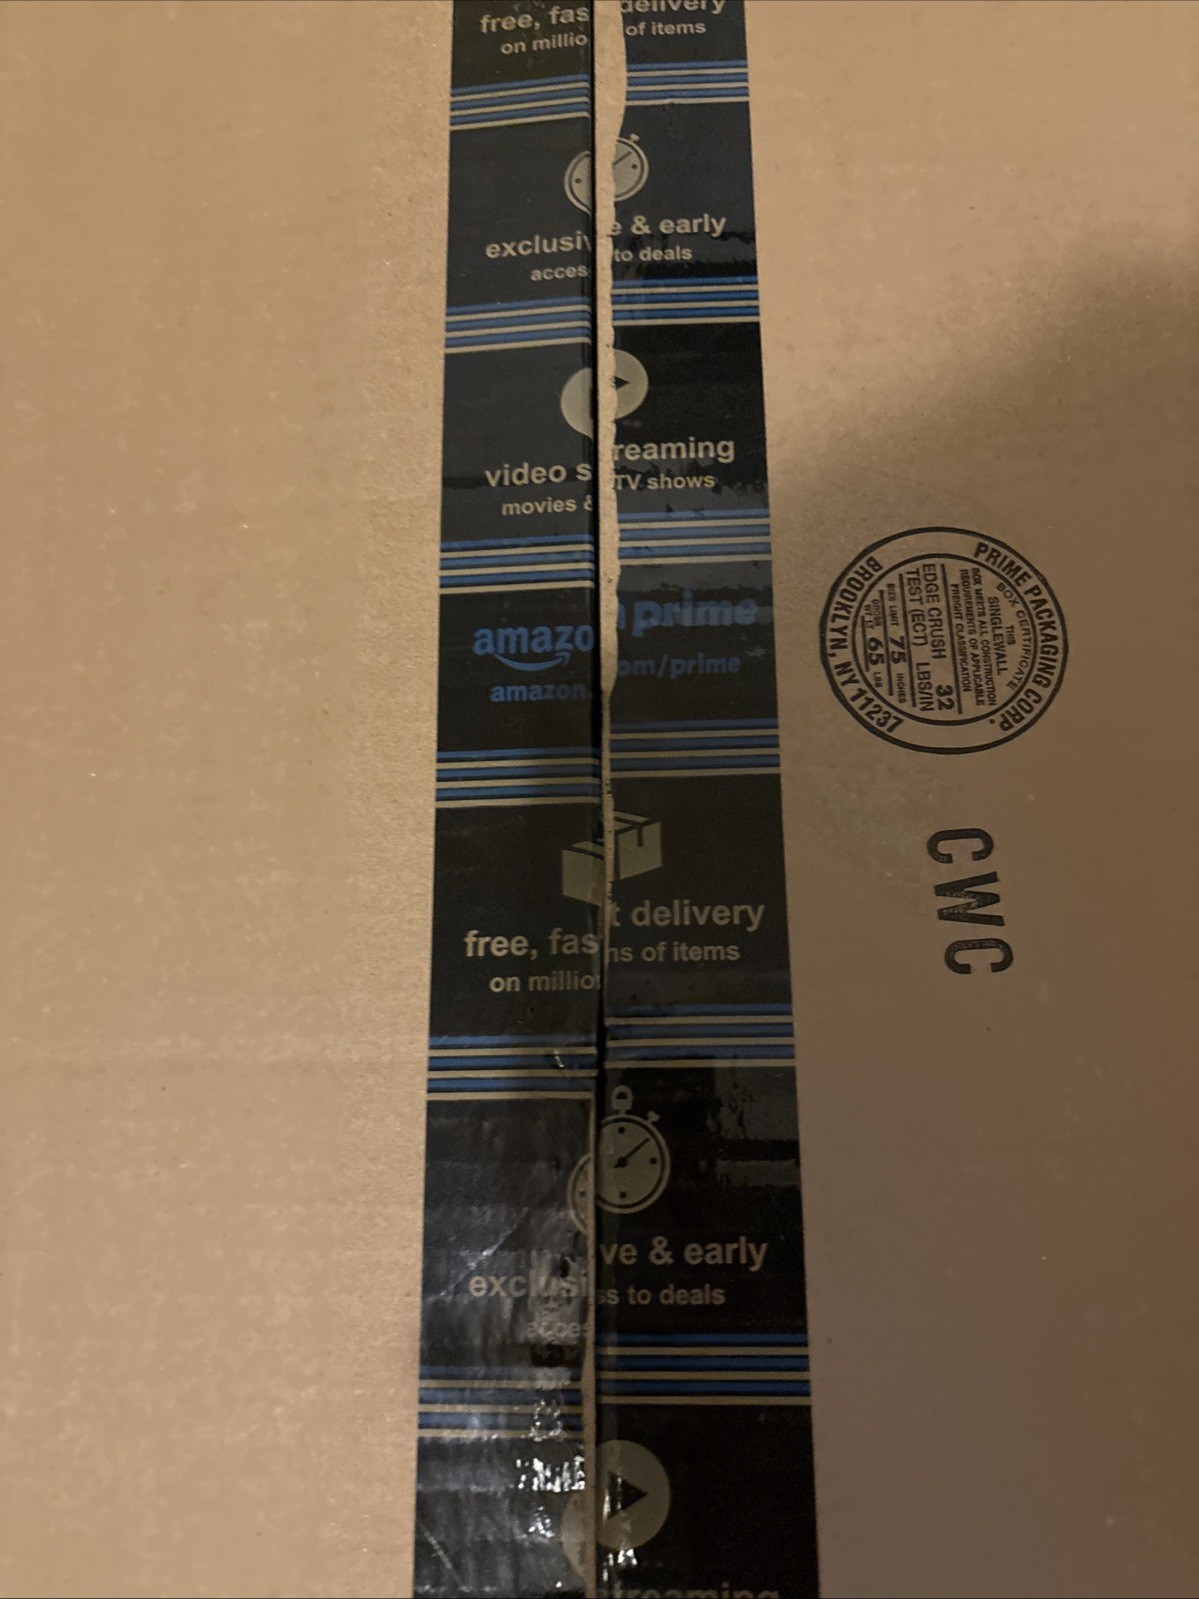 free, fas delivery
on millio of items
exclusiv e & early
acces to deals
video s reaming
movies & TV shows
amazo n prime
amazon. om/prime
free, fas t delivery
on millio ns of items
exclusi ve & early
acces ss to deals
streaming
PRIME PACKAGING CORP.
BOX CERTIFICATE
THIS
SINGLEWALL
BOX MEETS ALL CONSTRUCTION
REQUIREMENTS OF APPLICABLE
FREIGHT CLASSIFICATION
EDGE CRUSH 32
TEST (ECT) LBS/IN
SIZE LIMIT 75 INCHES
GROSS WT LT 65 LBS
BROOKLYN, NY 11237
CWC